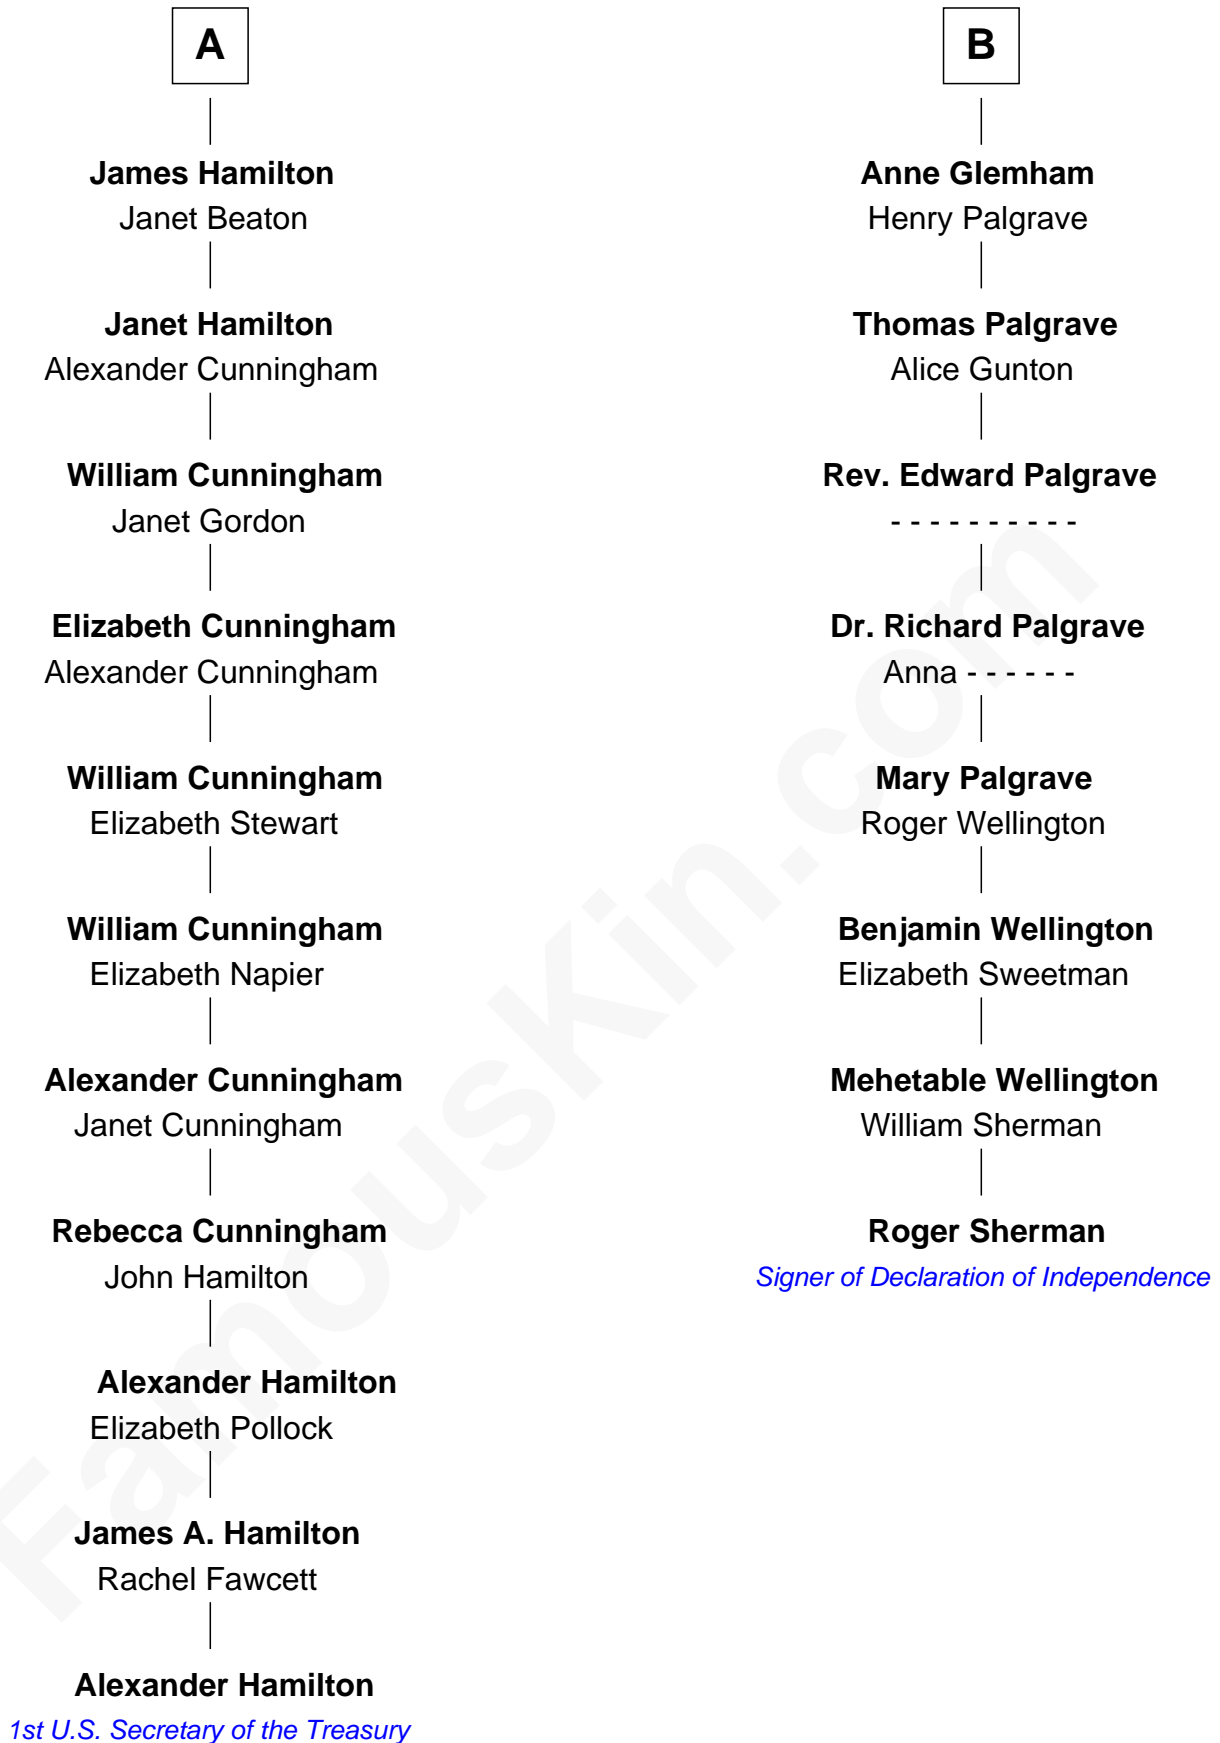 A
James Hamilton
Janet Beaton
Janet Hamilton
Alexander Cunningham
William Cunningham
Janet Gordon
Elizabeth Cunningham
Alexander Cunningham
William Cunningham
Elizabeth Stewart
William Cunningham
Elizabeth Napier
Alexander Cunningham
Janet Cunningham
Rebecca Cunningham
John Hamilton
Alexander Hamilton
Elizabeth Pollock
James A. Hamilton
Rachel Fawcett
Alexander Hamilton
1st U.S. Secretary of the Treasury
B
Anne Glemham
Henry Palgrave
Thomas Palgrave
Alice Gunton
Rev. Edward Palgrave
- - - - - - - - - -
Dr. Richard Palgrave
Anna - - - - - -
Mary Palgrave
Roger Wellington
Benjamin Wellington
Elizabeth Sweetman
Mehetable Wellington
William Sherman
Roger Sherman
Signer of Declaration of Independence
FamousKin.com